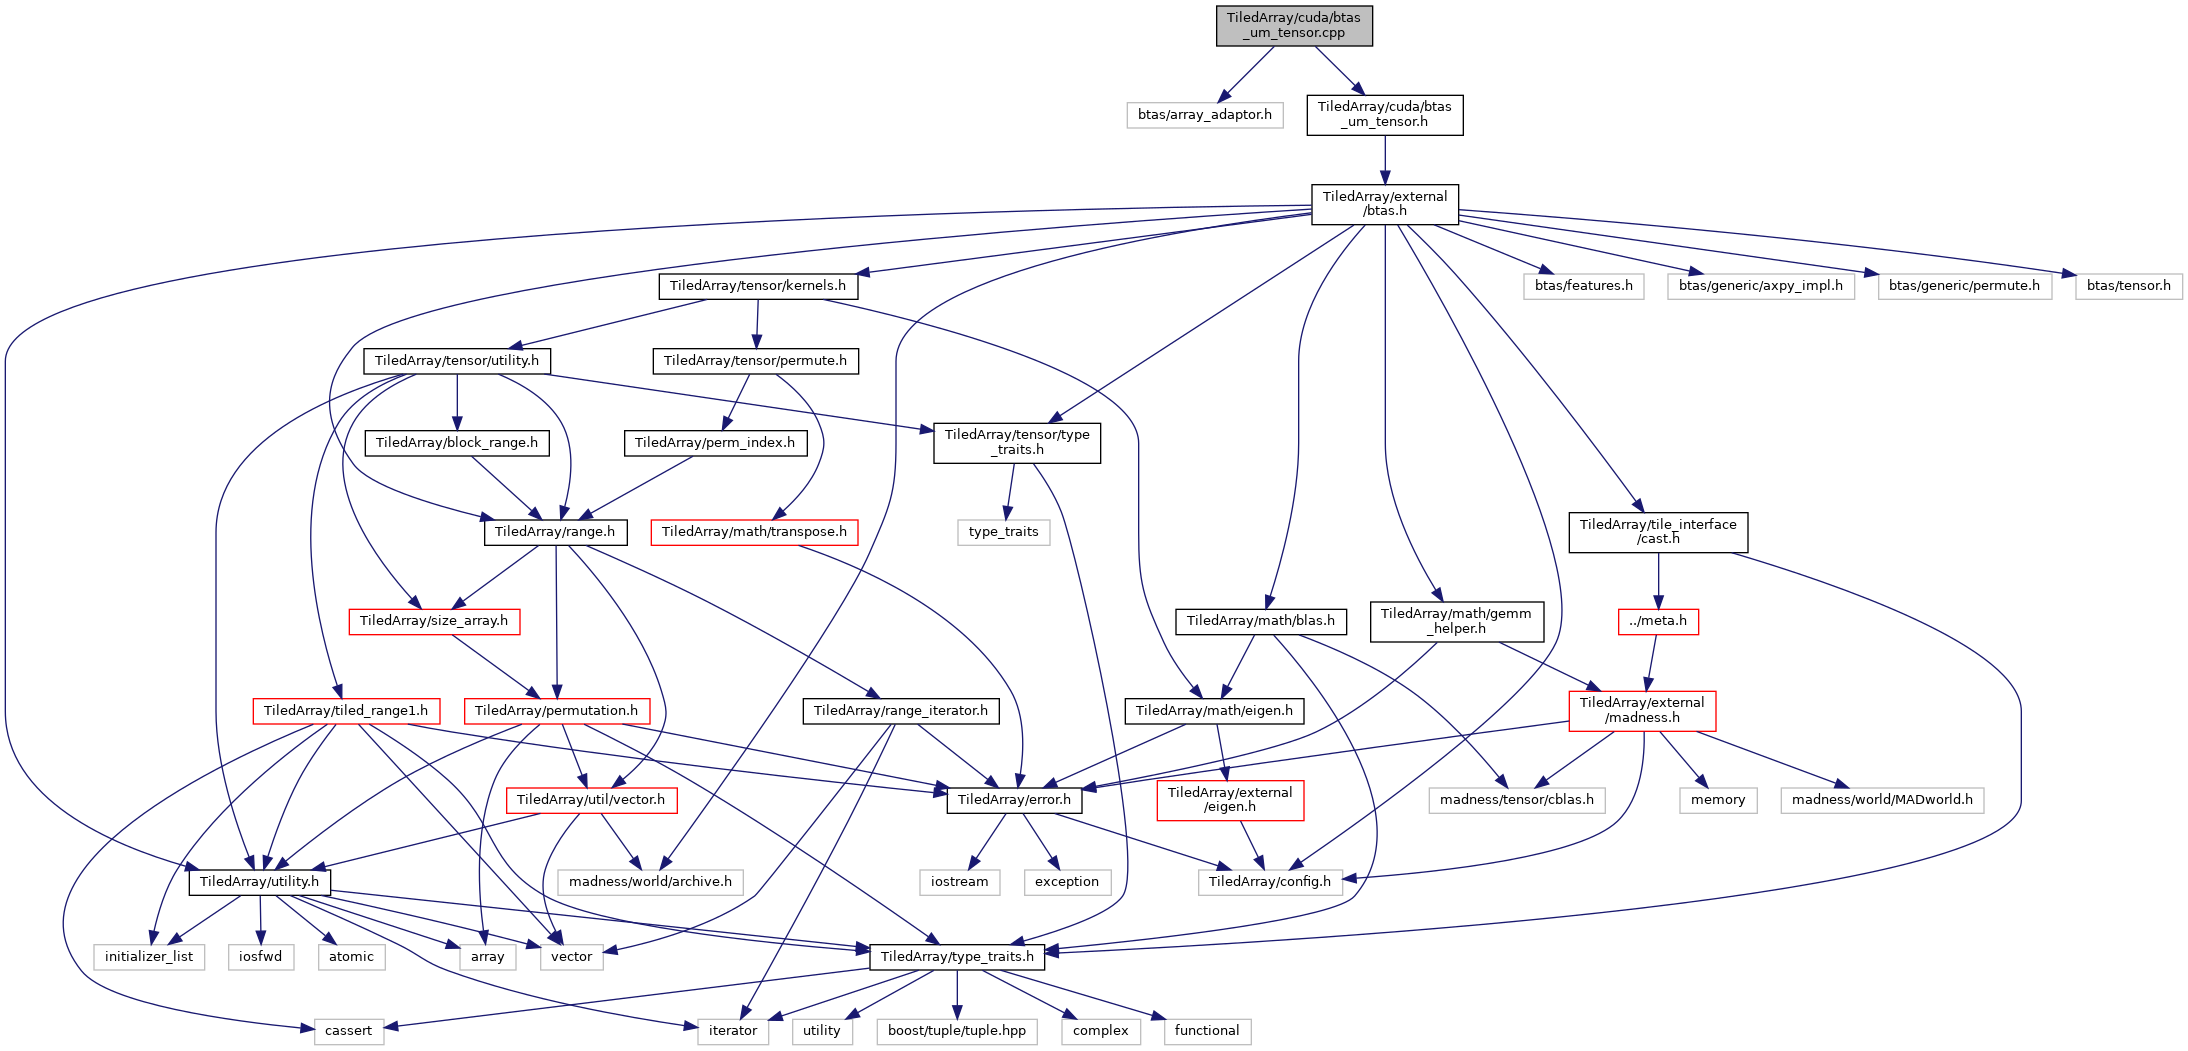 TiledArray/cuda/btas
_um_tensor.cpp
btas/array_adaptor.h
TiledArray/cuda/btas
_um_tensor.h
TiledArray/external
/btas.h
TiledArray/tensor/kernels.h
btas/features.h
btas/generic/axpy_impl.h
btas/generic/permute.h
btas/tensor.h
TiledArray/tensor/utility.h
TiledArray/tensor/permute.h
TiledArray/block_range.h
TiledArray/perm_index.h
TiledArray/tensor/type
_traits.h
TiledArray/range.h
TiledArray/math/transpose.h
type_traits
TiledArray/tile_interface
/cast.h
TiledArray/size_array.h
TiledArray/math/blas.h
TiledArray/math/gemm
_helper.h
../meta.h
TiledArray/tiled_range1.h
TiledArray/permutation.h
TiledArray/range_iterator.h
TiledArray/math/eigen.h
TiledArray/external
/madness.h
TiledArray/util/vector.h
TiledArray/error.h
TiledArray/external
/eigen.h
madness/tensor/cblas.h
memory
madness/world/MADworld.h
TiledArray/utility.h
madness/world/archive.h
iostream
exception
TiledArray/config.h
initializer_list
iosfwd
atomic
array
vector
TiledArray/type_traits.h
cassert
iterator
utility
boost/tuple/tuple.hpp
complex
functional